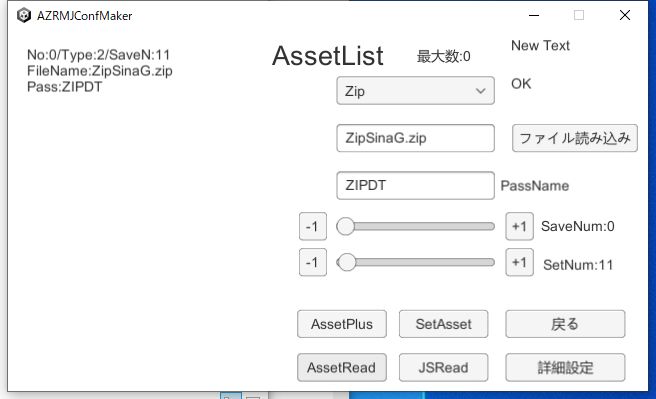 AZRMJConfMaker
No:0/Type:2/SaveN:11
FileName:ZipSinaG.zip
Pass:ZIPDT
AssetList
最大数:0
New Text
Zip
OK
ZipSinaG.zip
ファイル読み込み
ZIPDT
PassName
-1
+1
SaveNum:0
-1
+1
SetNum:11
AssetPlus
SetAsset
戻る
AssetRead
JSRead
詳細設定